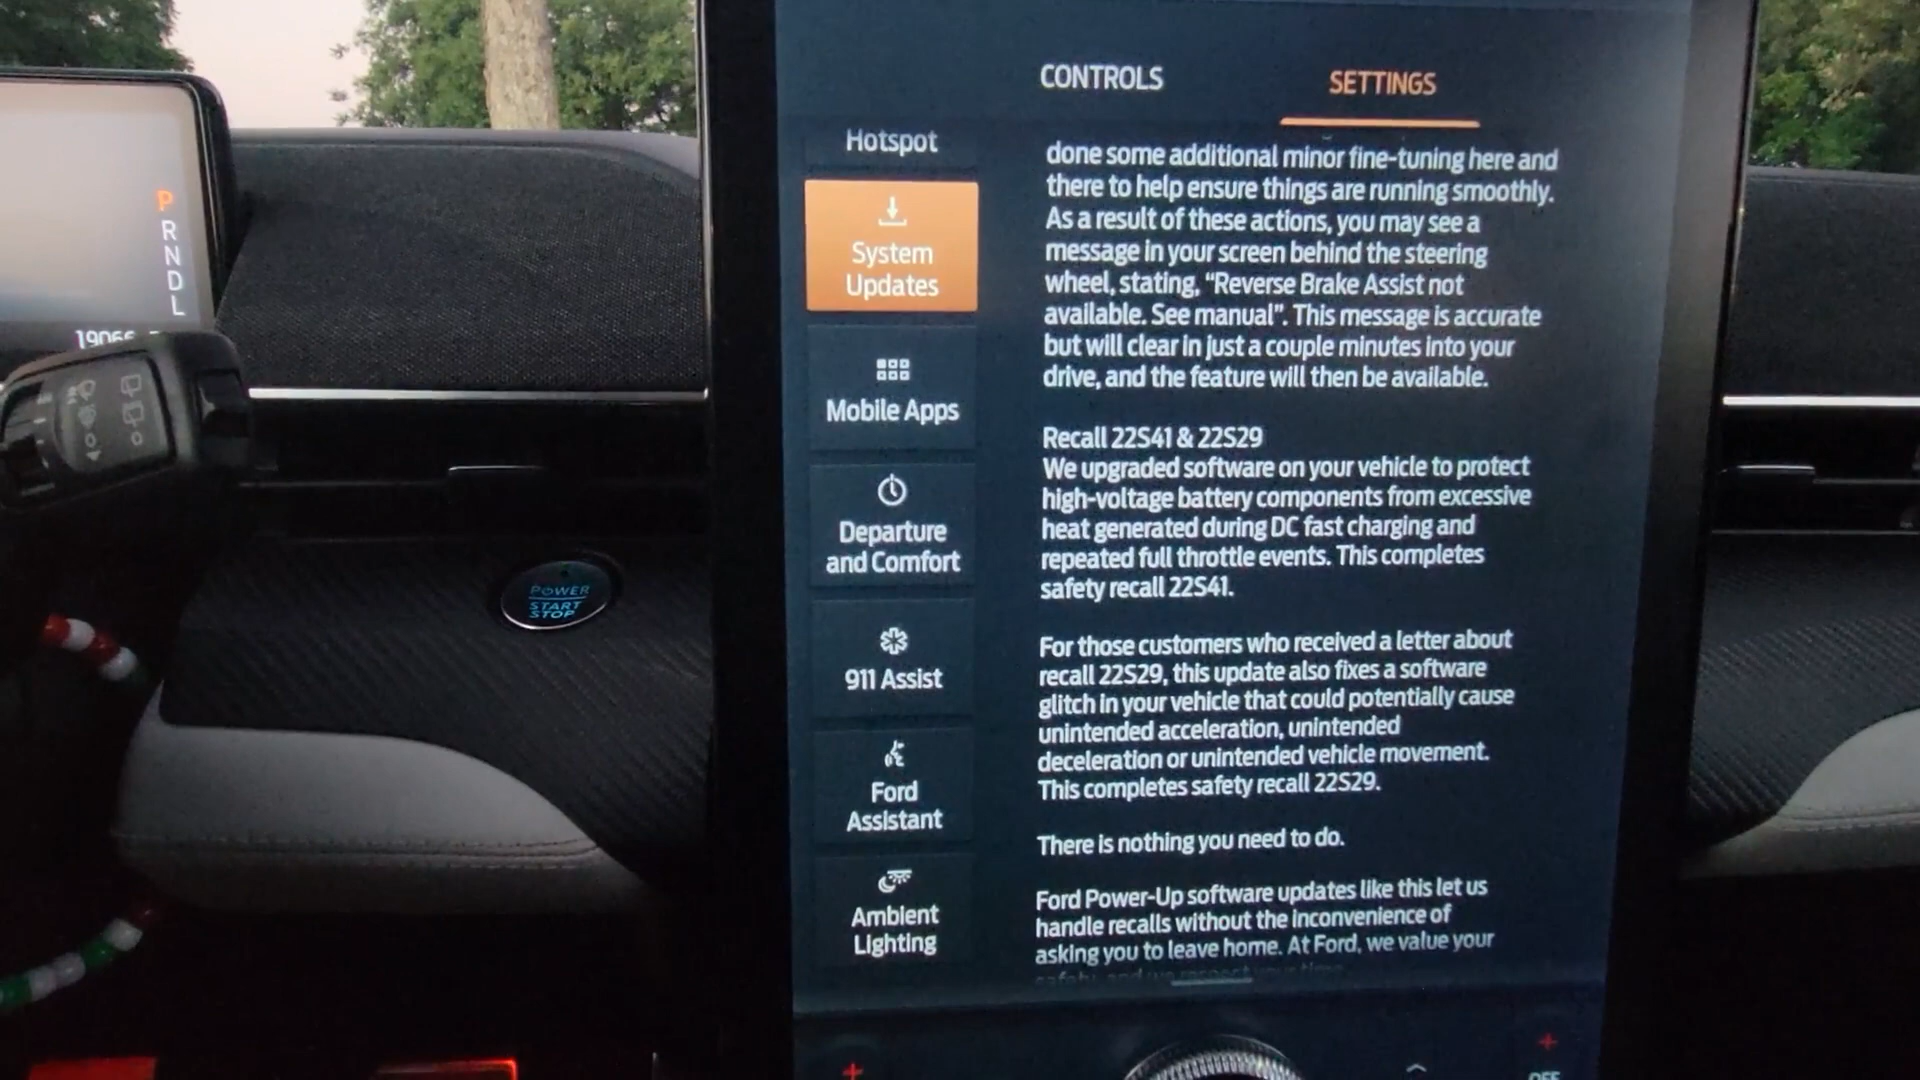 CONTROLS
SETTINGS
Hotspot
System
Updates
Mobile Apps
Departure
and Comfort
911 Assist
Ford
Assistant
Ambient
Lighting
done some additional minor fine-tuning here and
there to help ensure things are running smoothly.
As a result of these actions, you may see a
message in your screen behind the steering
wheel, stating, “Reverse Brake Assist not
available. See manual”. This message is accurate
but will clear in just a couple minutes into your
drive, and the feature will then be available.
Recall 22S41 & 22S29
We upgraded software on your vehicle to protect
high-voltage battery components from excessive
heat generated during DC fast charging and
repeated full throttle events. This completes
safety recall 22S41.
For those customers who received a letter about
recall 22S29, this update also fixes a software
glitch in your vehicle that could potentially cause
unintended acceleration, unintended
deceleration or unintended vehicle movement.
This completes safety recall 22S29.
There is nothing you need to do.
Ford Power-Up software updates like this let us
handle recalls without the inconvenience of
asking you to leave home. At Ford, we value your
safety, and we respect your time.
P
R
N
D
L
POWER
START
STOP
OFF